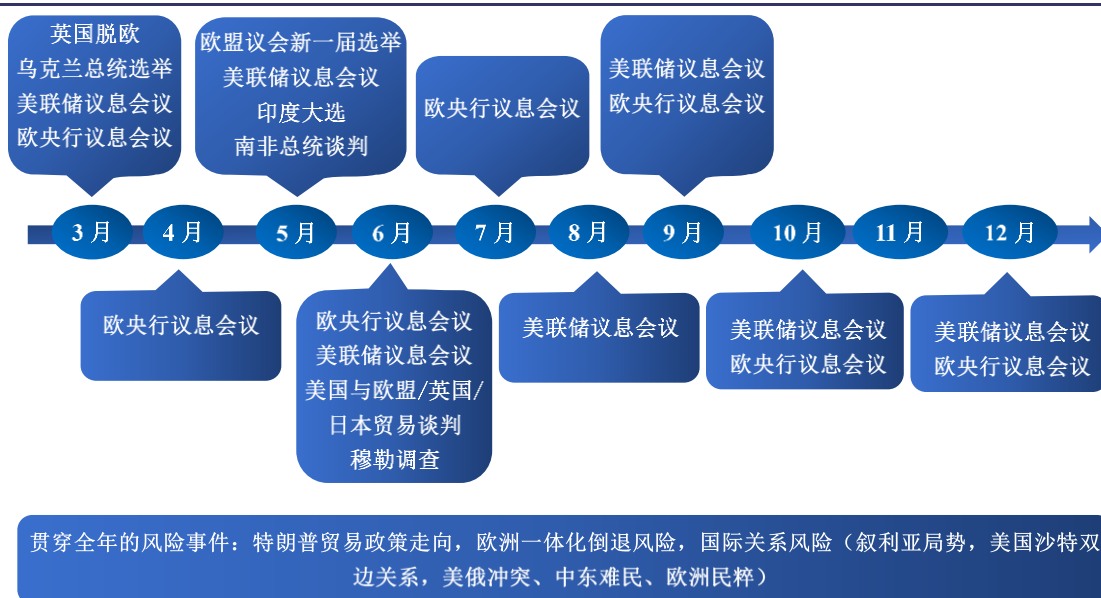 英国脱欧
乌克兰总统选举
美联储议息会议
欧央行议息会议
欧盟议会新一届选举
美联储议息会议
印度大选
南非总统谈判
欧央行议息会议
美联储议息会议
欧央行议息会议
3 月
4 月
5 月
6 月
7 月
8 月
9 月
10 月
11 月
12 月
欧央行议息会议
欧央行议息会议
美联储议息会议
美国与欧盟/英国/
日本贸易谈判
穆勒调查
美联储议息会议
美联储议息会议
欧央行议息会议
美联储议息会议
欧央行议息会议
贯穿全年的风险事件：特朗普贸易政策走向，欧洲一体化倒退风险，国际关系风险（叙利亚局势，美国沙特双
边关系，美俄冲突、中东难民、欧洲民粹）